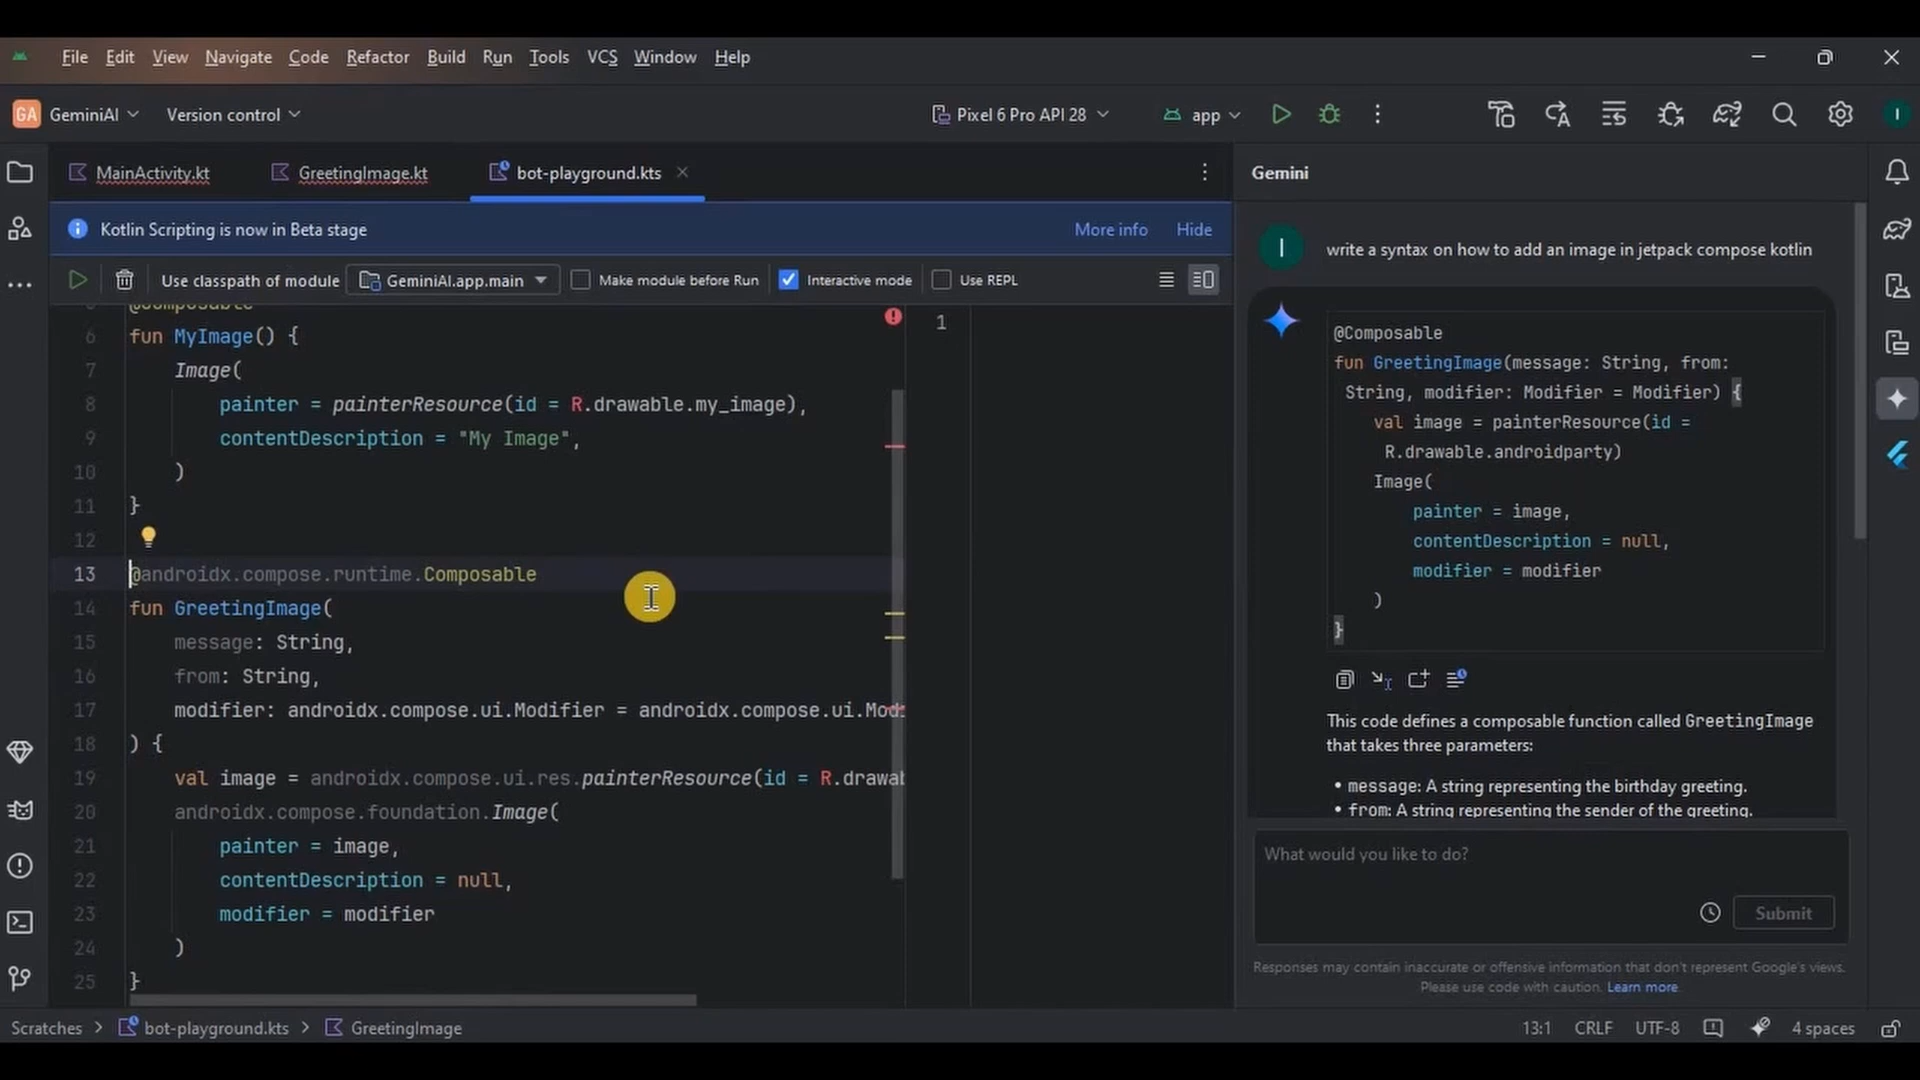 File Edit View Navigate Code Refactor Build Run Tools VCS Window Help
GA GeminiAI Version control Pixel 6 Pro API 28 app I
MainActivity.kt GreetingImage.kt bot-playground.kts
Kotlin Scripting is now in Beta stage More info Hide
Use classpath of module GeminiAI.app.main Make module before Run Interactive mode Use REPL
@Composable
6 fun MyImage() {
7 Image(
8 painter = painterResource(id = R.drawable.my_image),
9 contentDescription = "My Image",
10 )
11 }
12
13 @androidx.compose.runtime.Composable
14 fun GreetingImage(
15 message: String,
16 from: String,
17 modifier: androidx.compose.ui.Modifier = androidx.compose.ui.Mod
18 ) {
19 val image = androidx.compose.ui.res.painterResource(id = R.drawab
20 androidx.compose.foundation.Image(
21 painter = image,
22 contentDescription = null,
23 modifier = modifier
24 )
25 }
1
Gemini
I write a syntax on how to add an image in jetpack compose kotlin
@Composable
fun GreetingImage(message: String, from:
String, modifier: Modifier = Modifier) {
val image = painterResource(id =
R.drawable.androidparty)
Image(
painter = image,
contentDescription = null,
modifier = modifier
)
}
This code defines a composable function called GreetingImage
that takes three parameters:
• message: A string representing the birthday greeting.
• from: A string representing the sender of the greeting.
What would you like to do?
Submit
Responses may contain inaccurate or offensive information that don't represent Google's views.
Please use code with caution. Learn more
Scratches > bot-playground.kts > GreetingImage 13:1 CRLF UTF-8 4 spaces